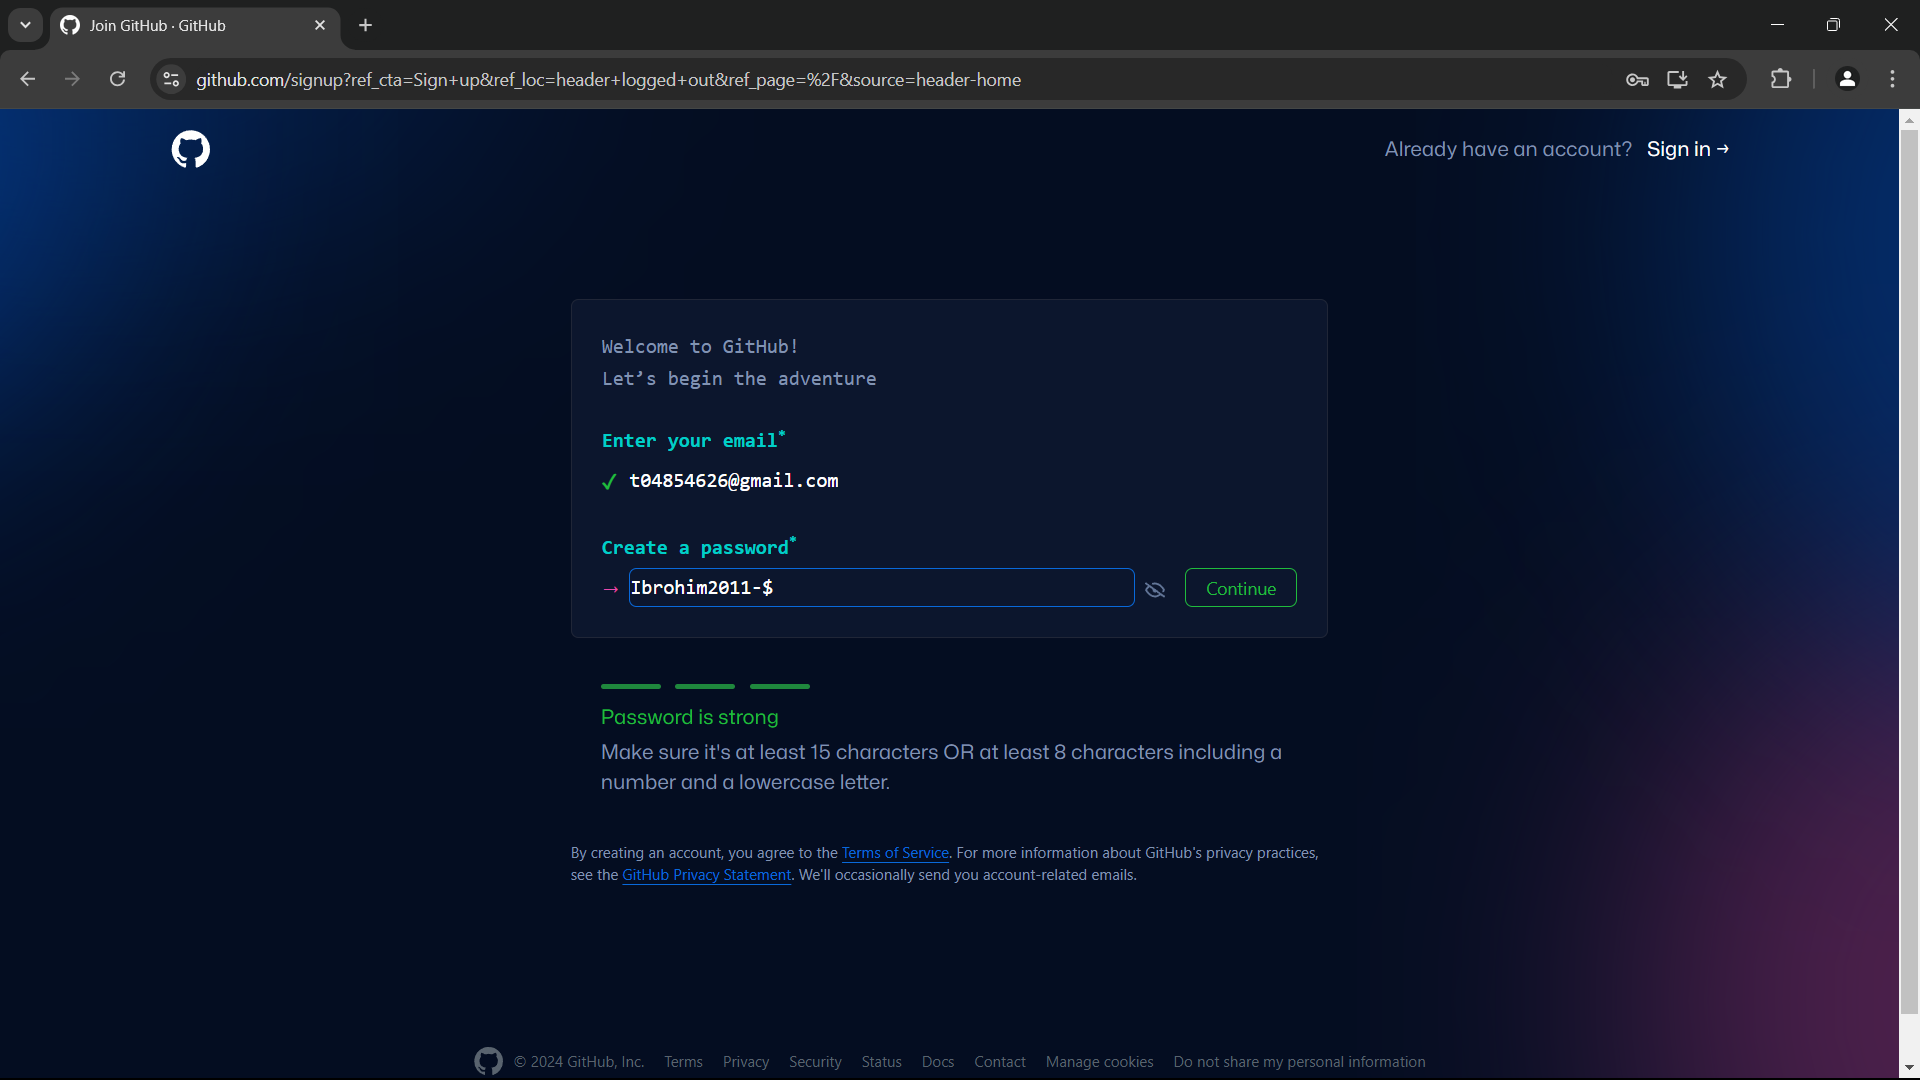 Join GitHub · GitHub
github.com/signup?ref_cta=Sign+up&ref_loc=header+logged+out&ref_page=%2F&source=header-home
Already have an account? Sign in →
Welcome to GitHub!
Let’s begin the adventure
Enter your email*
✓ t04854626@gmail.com
Create a password*
→ Ibrohim2011-$
Continue
Password is strong
Make sure it's at least 15 characters OR at least 8 characters including a
number and a lowercase letter.
By creating an account, you agree to the Terms of Service. For more information about GitHub's privacy practices,
see the GitHub Privacy Statement. We'll occasionally send you account-related emails.
© 2024 GitHub, Inc. Terms Privacy Security Status Docs Contact Manage cookies Do not share my personal information